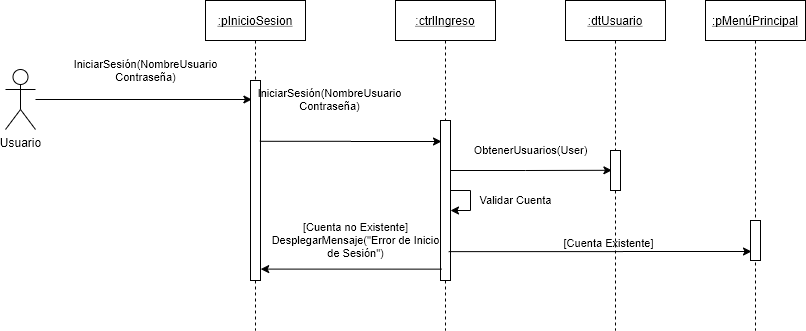 :pInicioSesion
:ctrlIngreso
:dtUsuario
:pMenúPrincipal
IniciarSesión(NombreUsuario
Contraseña)
Usuario
IniciarSesión(NombreUsuario
Contraseña)
ObtenerUsuarios(User)
Validar Cuenta
[Cuenta no Existente]
DesplegarMensaje("Error de Inicio
de Sesión")
[Cuenta Existente]